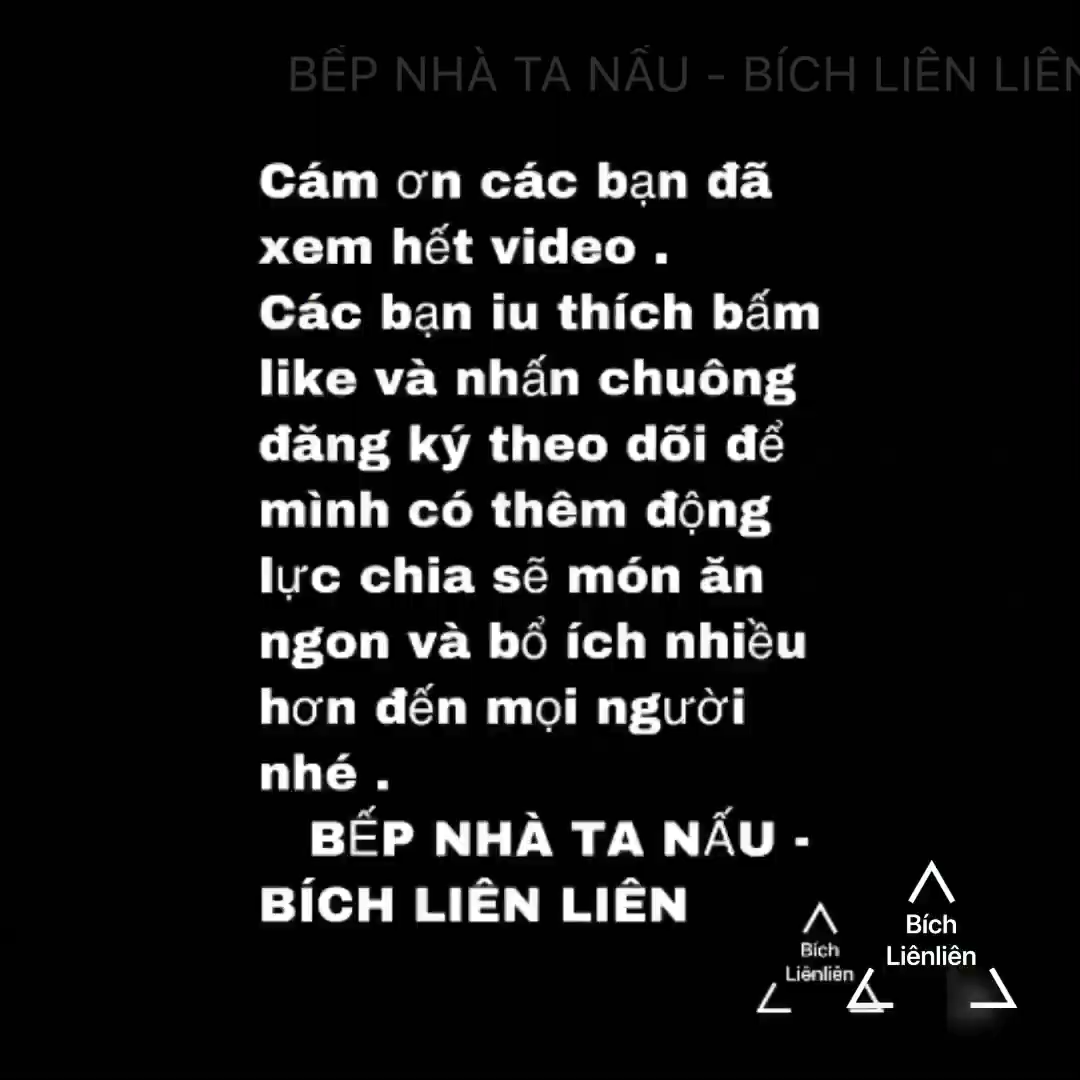 BẾP NHÀ TA NẤU - BÍCH LIÊN LIÊN
Cám ơn các bạn đã
xem hết video .
Các bạn iu thích bấm
like và nhấn chuông
đăng ký theo dõi để
mình có thêm động
lực chia sẽ món ăn
ngon và bổ ích nhiều
hơn đến mọi người
nhé .
BẾP NHÀ TA NẤU -
BÍCH LIÊN LIÊN
Bích
Liênliên
Bích
Liênliên